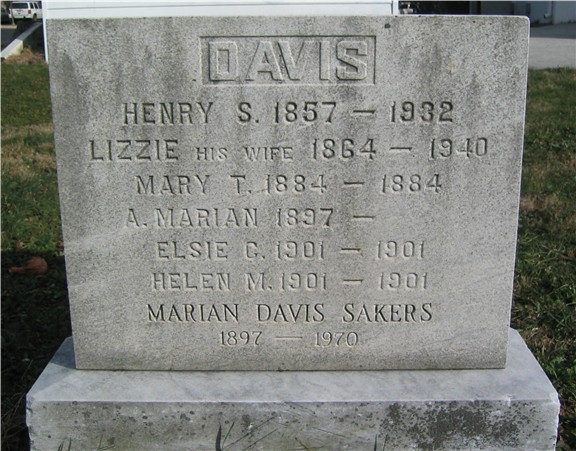 DAVIS
HENRY S. 1857 — 1932
LIZZIE HIS WIFE 1864 — 1940
MARY T. 1884 — 1884
A. MARIAN 1897 —
ELSIE C. 1901 — 1901
HELEN M. 1901 — 1901
MARIAN DAVIS SAKERS
1897 — 1970